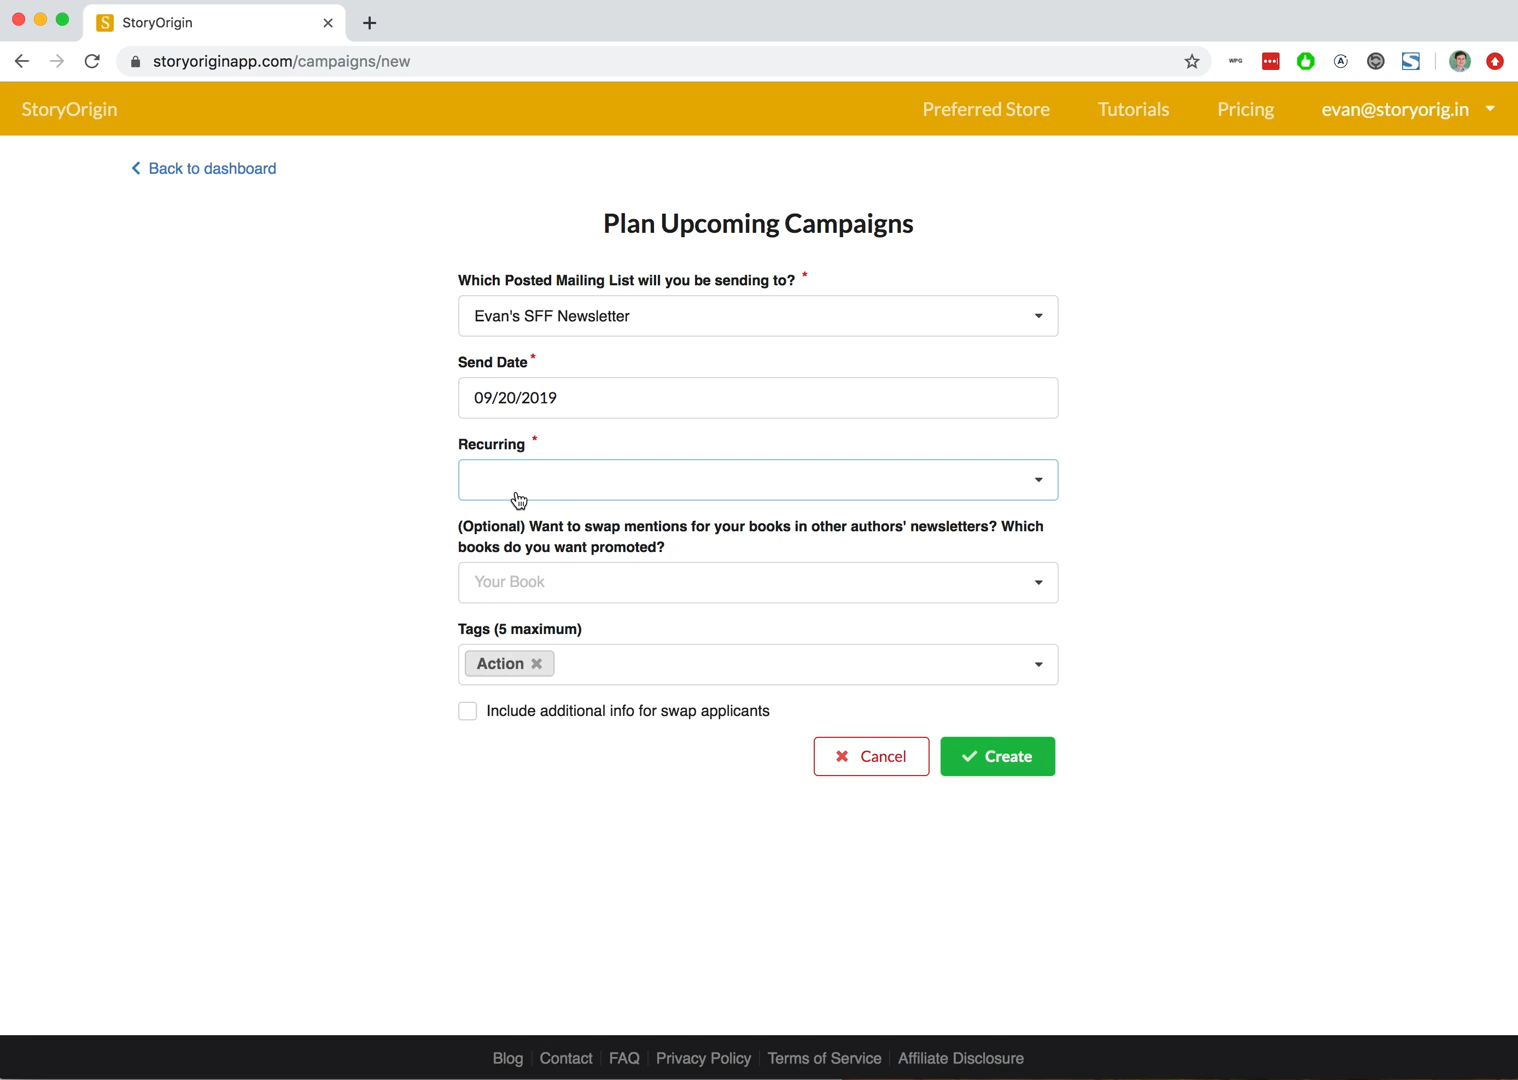 StoryOrigin
storyoriginapp.com/campaigns/new
WPG
StoryOrigin
Preferred Store
Tutorials
Pricing
evan@storyorig.in
Back to dashboard
Plan Upcoming Campaigns
Which Posted Mailing List will you be sending to? *
Evan's SFF Newsletter
Send Date *
09/20/2019
Recurring *
(Optional) Want to swap mentions for your books in other authors' newsletters? Which
books do you want promoted?
Your Book
Tags (5 maximum)
Action
Include additional info for swap applicants
Cancel
Create
Blog | Contact | FAQ | Privacy Policy | Terms of Service | Affiliate Disclosure